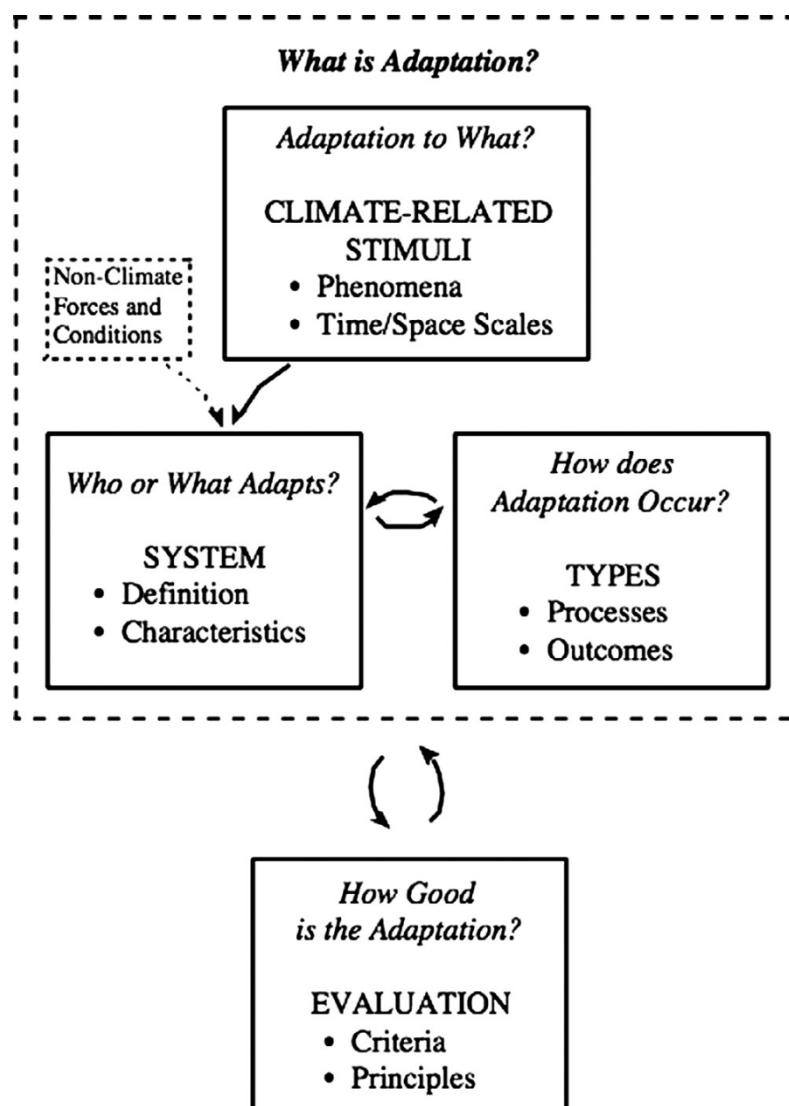 What is Adaptation?
Adaptation to What?
CLIMATE-RELATED
STIMULI
• Phenomena
• Time/Space Scales
Non-Climate
Forces and
Conditions
Who or What Adapts?
SYSTEM
• Definition
• Characteristics
How does
Adaptation Occur?
TYPES
• Processes
• Outcomes
How Good
is the Adaptation?
EVALUATION
• Criteria
• Principles